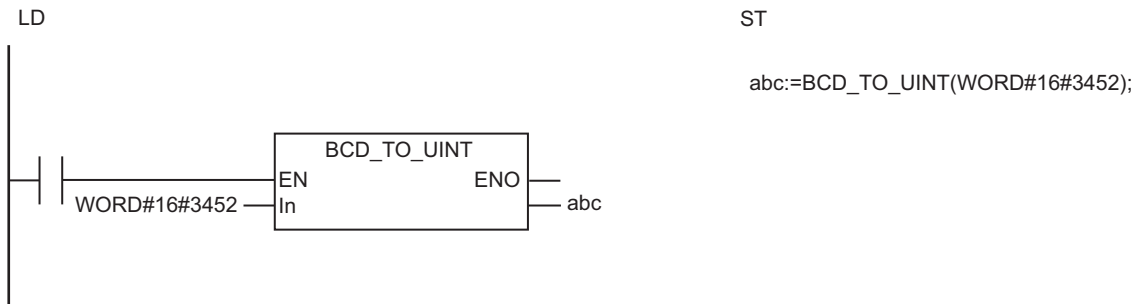 LD
ST
abc:=BCD_TO_UINT(WORD#16#3452);
BCD_TO_UINT
EN ENO
WORD#16#3452 In abc